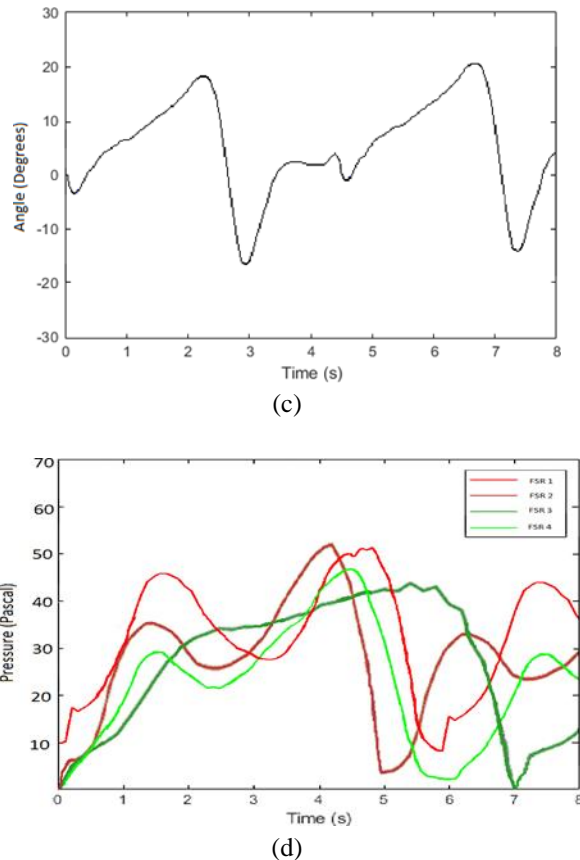 30
20
10
0
-10
-20
-30
Angle (Degrees)
0 1 2 3 4 5 6 7 8
Time (s)
(c)
70
60
50
40
30
20
10
Pressure (Pascal)
FSR 1
FSR 2
FSR 3
FSR 4
0 1 2 3 4 5 6 7 8
Time (s)
(d)